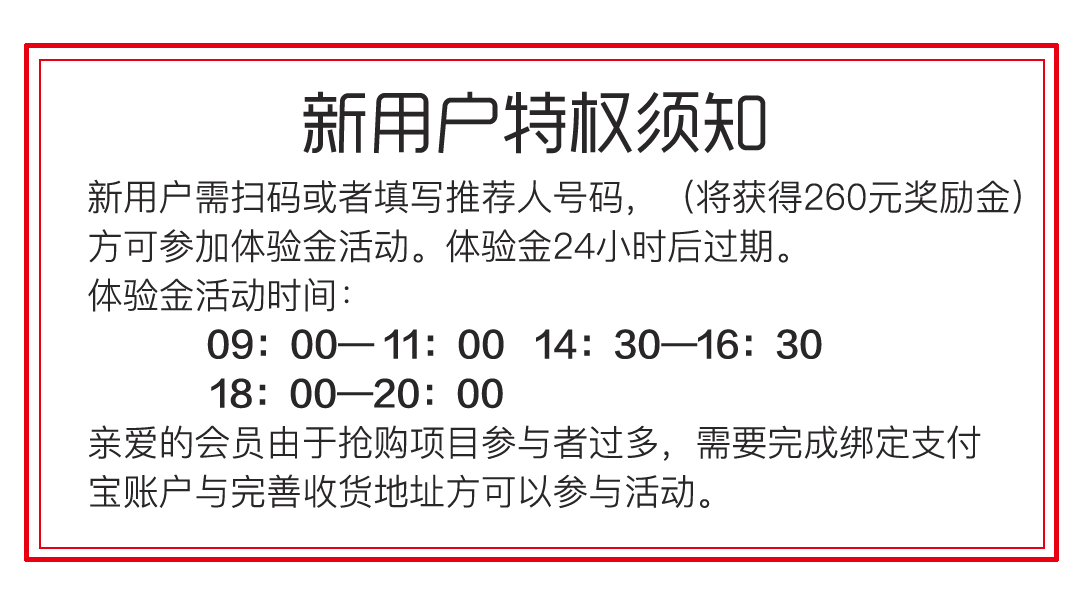 新用户特权须知
新用户需扫码或者填写推荐人号码，（将获得260元奖励金）
方可参加体验金活动。体验金24小时后过期。
体验金活动时间：
09：00—11：00 14：30—16：30
18：00—20：00
亲爱的会员由于抢购项目参与者过多，需要完成绑定支付
宝账户与完善收货地址方可以参与活动。